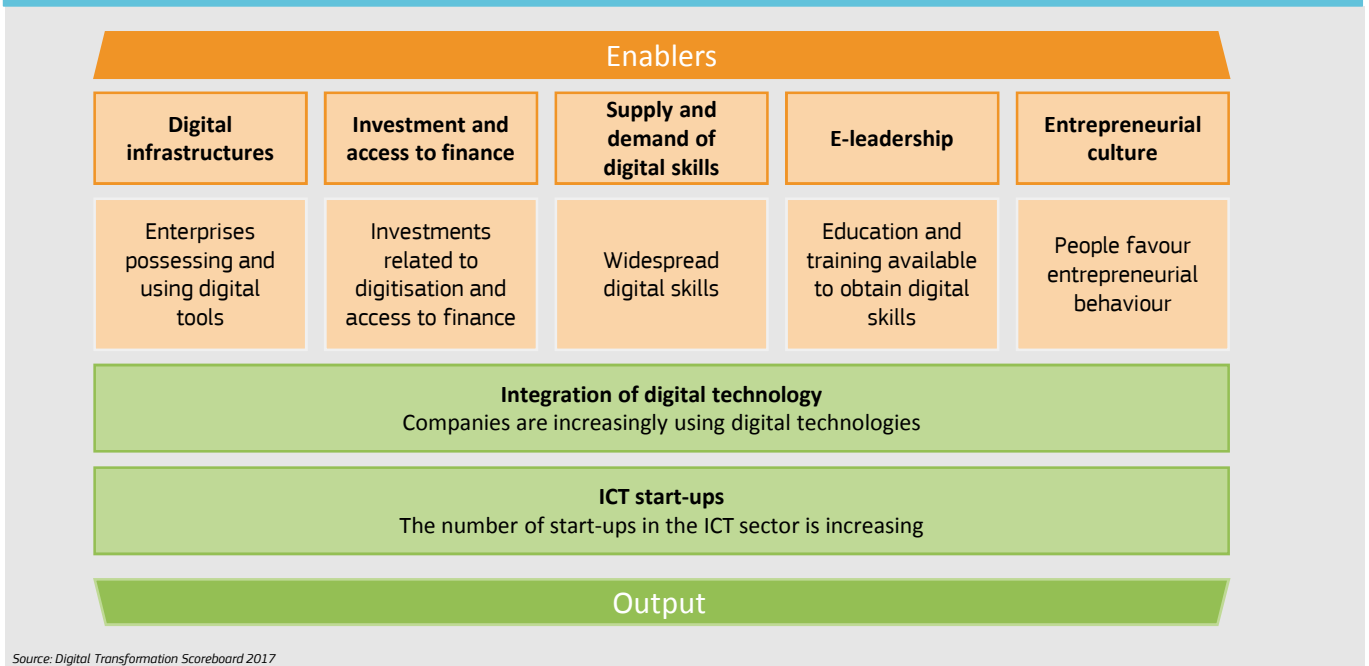 Enablers
Digital
infrastructures
Investment and
access to finance
Supply and
demand of
digital skills
E-leadership
Entrepreneurial
culture
Enterprises
possessing and
using digital
tools
Investments
related to
digitisation and
access to finance
Widespread
digital skills
Education and
training available
to obtain digital
skills
People favour
entrepreneurial
behaviour
Integration of digital technology
Companies are increasingly using digital technologies
ICT start-ups
The number of start-ups in the ICT sector is increasing
Output
Source: Digital Transformation Scoreboard 2017